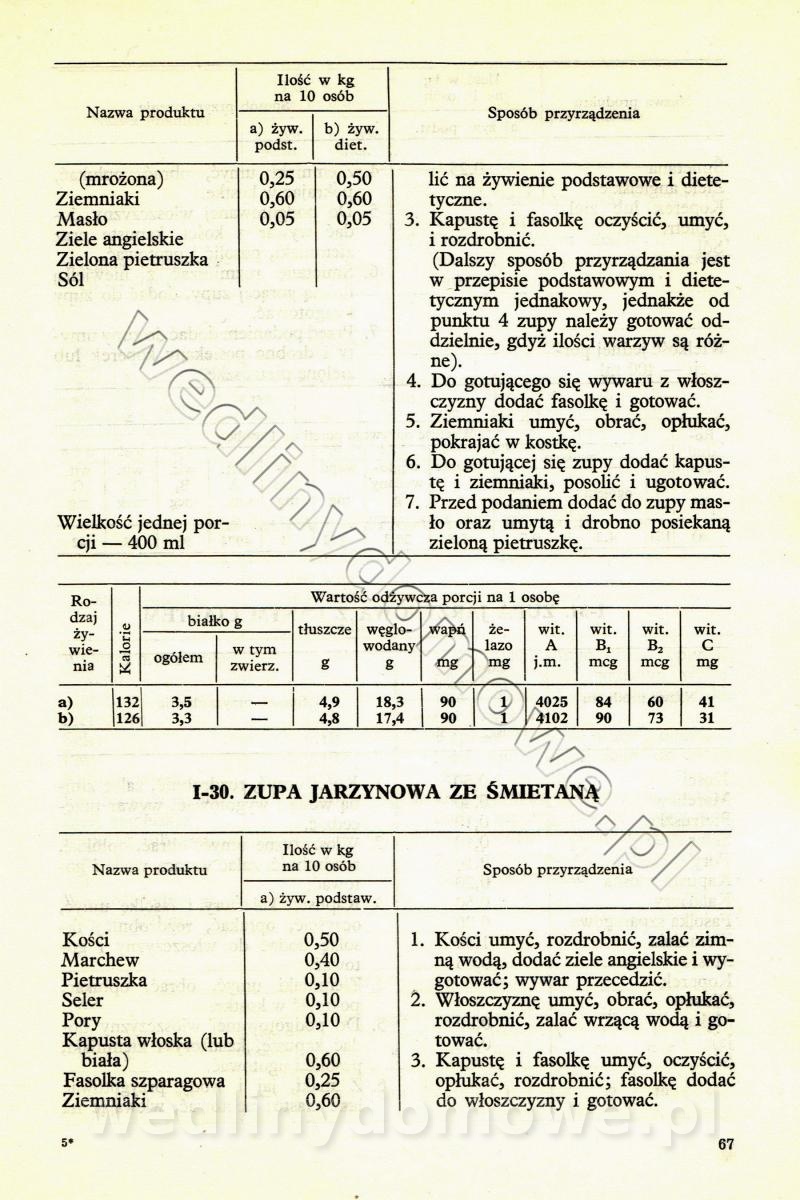 Nazwa produktu
Ilość w kg
na 10 osób
a) żyw.
podst.
b) żyw.
diet.
Sposób przyrządzenia
(mrożona) 0,25 0,50
Ziemniaki 0,60 0,60
Masło 0,05 0,05
Ziele angielskie
Zielona pietruszka
Sól
Wielkość jednej por-
cji — 400 ml
lić na żywienie podstawowe i diete-
tyczne.
3. Kapustę i fasolkę oczyścić, umyć,
i rozdrobnić.
(Dalszy sposób przyrządzania jest
w przepisie podstawowym i diete-
tycznym jednakowy, jednakże od
punktu 4 zupy należy gotować od-
dzielnie, gdyż ilości warzyw są róż-
ne).
4. Do gotującego się wywaru z włosz-
czyzny dodać fasolkę i gotować.
5. Ziemniaki umyć, obrać, opłukać,
pokrajać w kostkę.
6. Do gotującej się zupy dodać kapus-
tę i ziemniaki, posolić i ugotować.
7. Przed podaniem dodać do zupy mas-
ło oraz umytą i drobno posiekaną
zieloną pietruszkę.
Ro-
dzaj
ży-
wie-
nia
Kalorie
Wartość odżywcza porcji na 1 osobę
białko g
ogółem
w tym
zwierz.
tłuszcze
g
węglo-
wodany
g
wapń
mg
że-
lazo
mg
wit.
A
j.m.
wit.
B₁
mcg
wit.
B₂
mcg
wit.
C
mg
a) 132 3,5 — 4,9 18,3 90 1 4025 84 60 41
b) 126 3,3 — 4,8 17,4 90 1 4102 90 73 31
I-30. ZUPA JARZYNOWA ZE ŚMIETANĄ
Nazwa produktu
Ilość w kg
na 10 osób
a) żyw. podstaw.
Sposób przyrządzenia
Kości 0,50
Marchew 0,40
Pietruszka 0,10
Seler 0,10
Pory 0,10
Kapusta włoska (lub
biała) 0,60
Fasolka szparagowa 0,25
Ziemniaki 0,60
1. Kości umyć, rozdrobnić, zalać zim-
ną wodą, dodać ziele angielskie i wy-
gotować; wywar przecedzić.
2. Włoszczyznę umyć, obrać, opłukać,
rozdrobnić, zalać wrzącą wodą i go-
tować.
3. Kapustę i fasolkę umyć, oczyścić,
opłukać, rozdrobnić; fasolkę dodać
do włoszczyzny i gotować.
5*
67
wedlinydomowe.pl
wedlinydomowe.pl